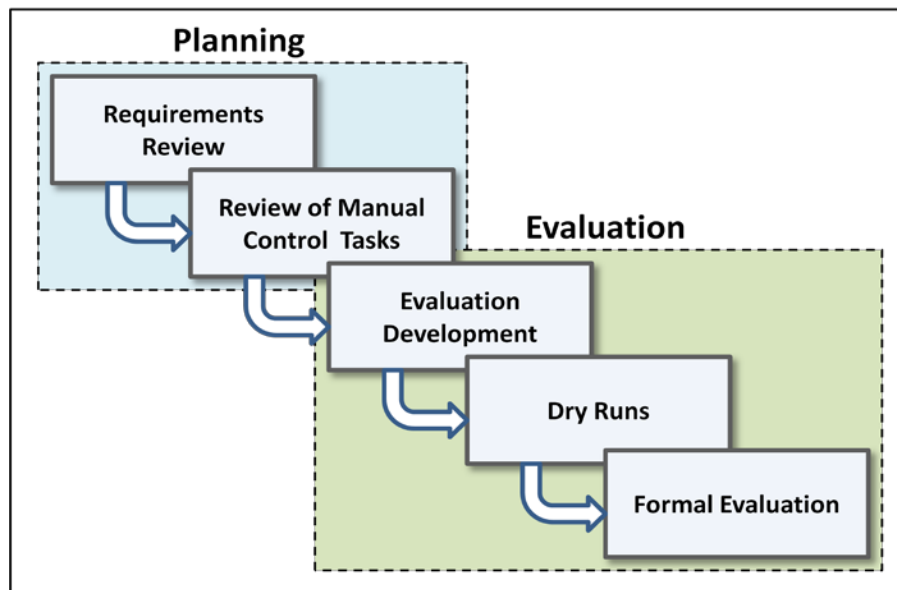 Planning
Requirements
Review
Review of Manual
Control Tasks
Evaluation
Evaluation
Development
Dry Runs
Formal Evaluation